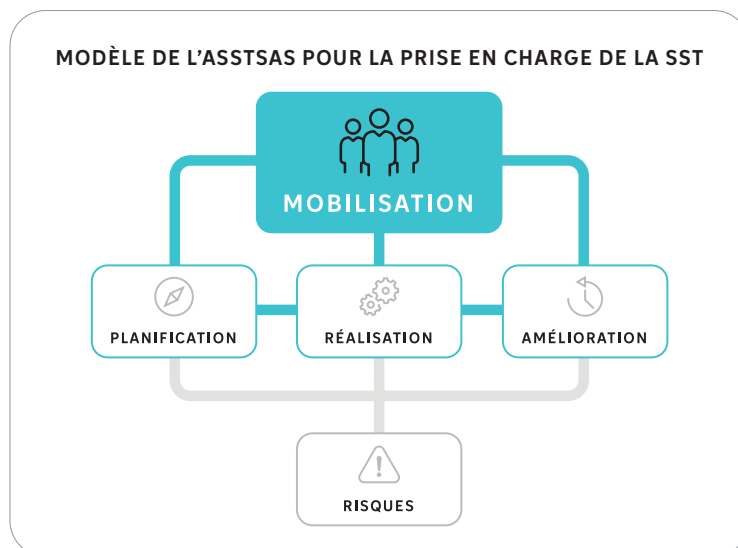 MODÈLE DE L'ASSTSAS POUR LA PRISE EN CHARGE DE LA SST
MOBILISATION
PLANIFICATION
RÉALISATION
AMÉLIORATION
RISQUES